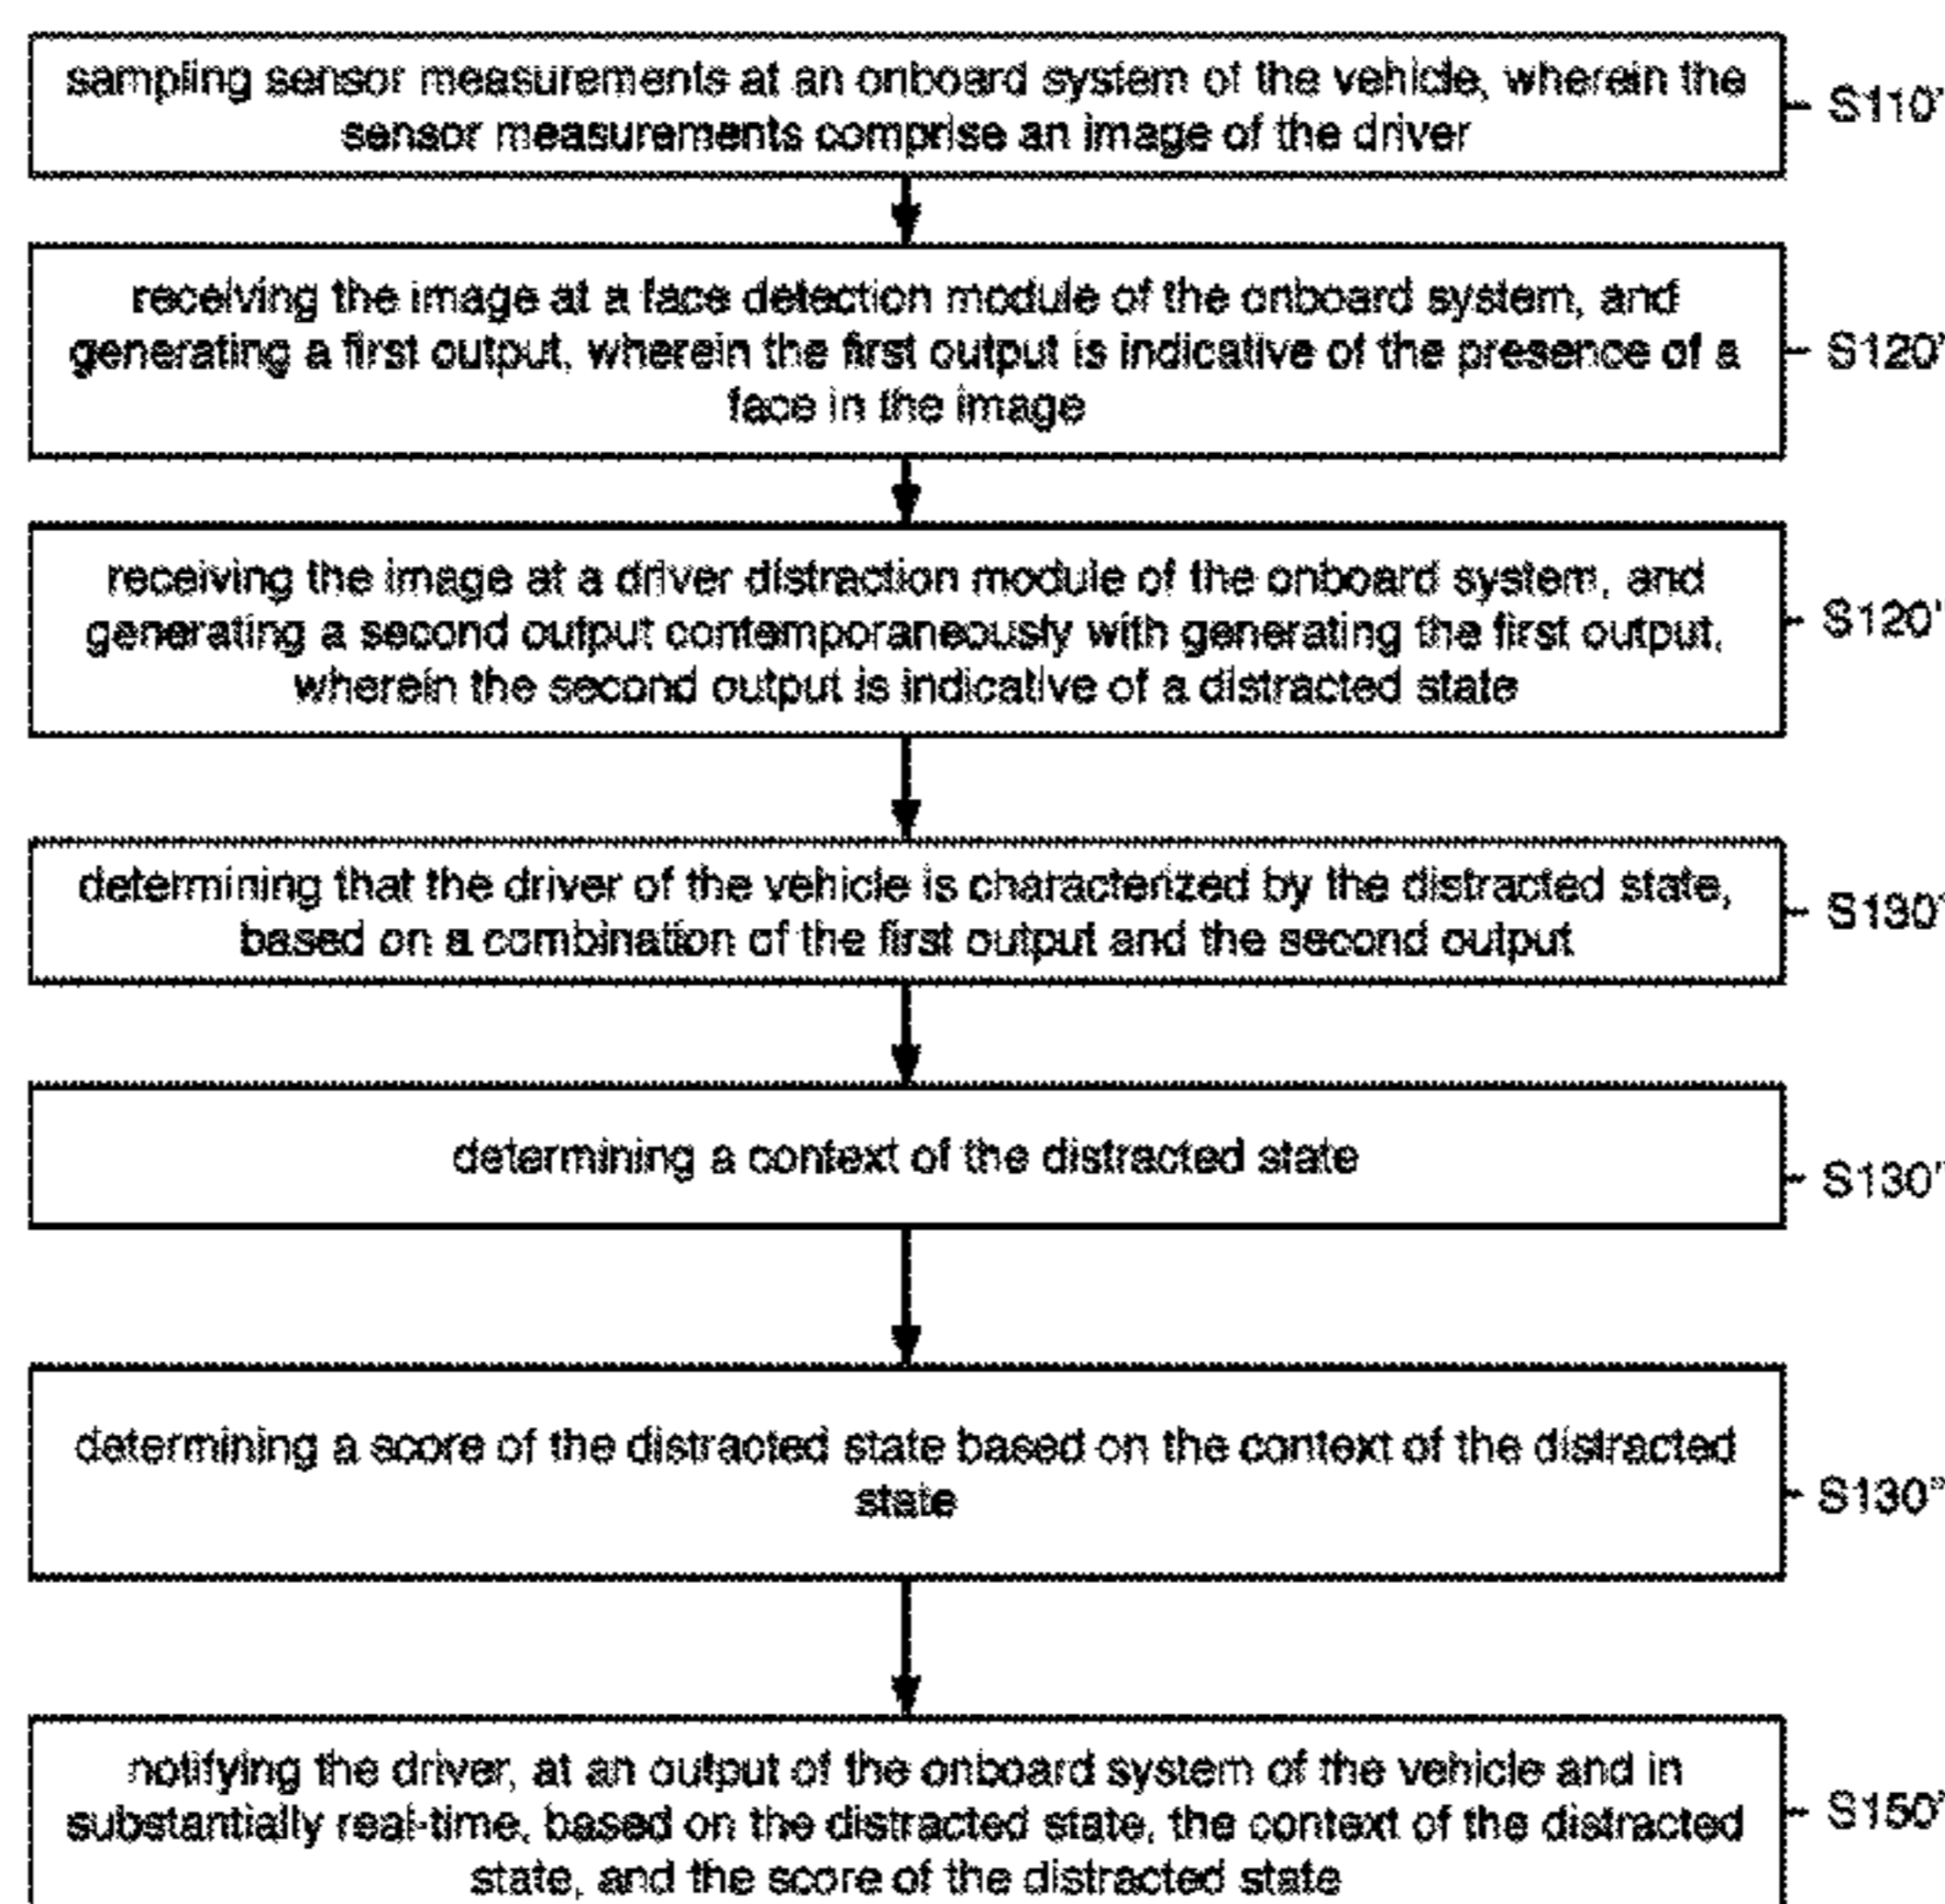 sampling sensor measurements at an onboard system of the vehicle, wherein the
sensor measurements comprise an image of the driver
S110'
receiving the image at a face detection module of the onboard system, and
generating a first output, wherein the first output is indicative of the presence of a
face in the image
S120'
receiving the image at a driver distraction module of the onboard system, and
generating a second output contemporaneously with generating the first output,
wherein the second output is indicative of a distracted state
S120'
determining that the driver of the vehicle is characterized by the distracted state,
based on a combination of the first output and the second output
S130'
determining a context of the distracted state
S130'
determining a score of the distracted state based on the context of the distracted
state
S130"
notifying the driver, at an output of the onboard system of the vehicle and in
substantially real-time, based on the distracted state, the context of the distracted
state, and the score of the distracted state
S150'